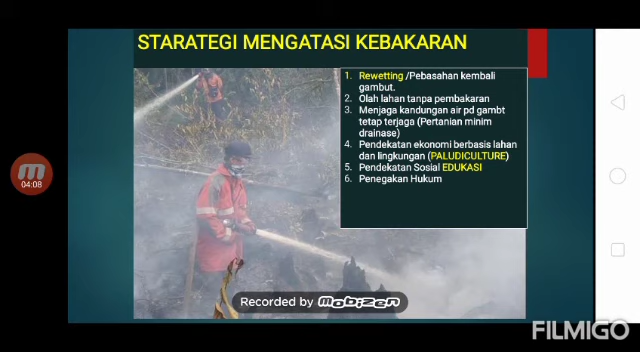 STARATEGI MENGATASI KEBAKARAN
1. Rewetting /Pebasahan kembali
gambut.
2. Olah lahan tanpa pembakaran
3. Menjaga kandungan air pd gambt
tetap terjaga (Pertanian minim
drainase)
4. Pendekatan ekonomi berbasis lahan
dan lingkungan (PALUDICULTURE)
5. Pendekatan Sosial EDUKASI
6. Penegakan Hukum
04:08
Recorded by mobizen
FILMIGO